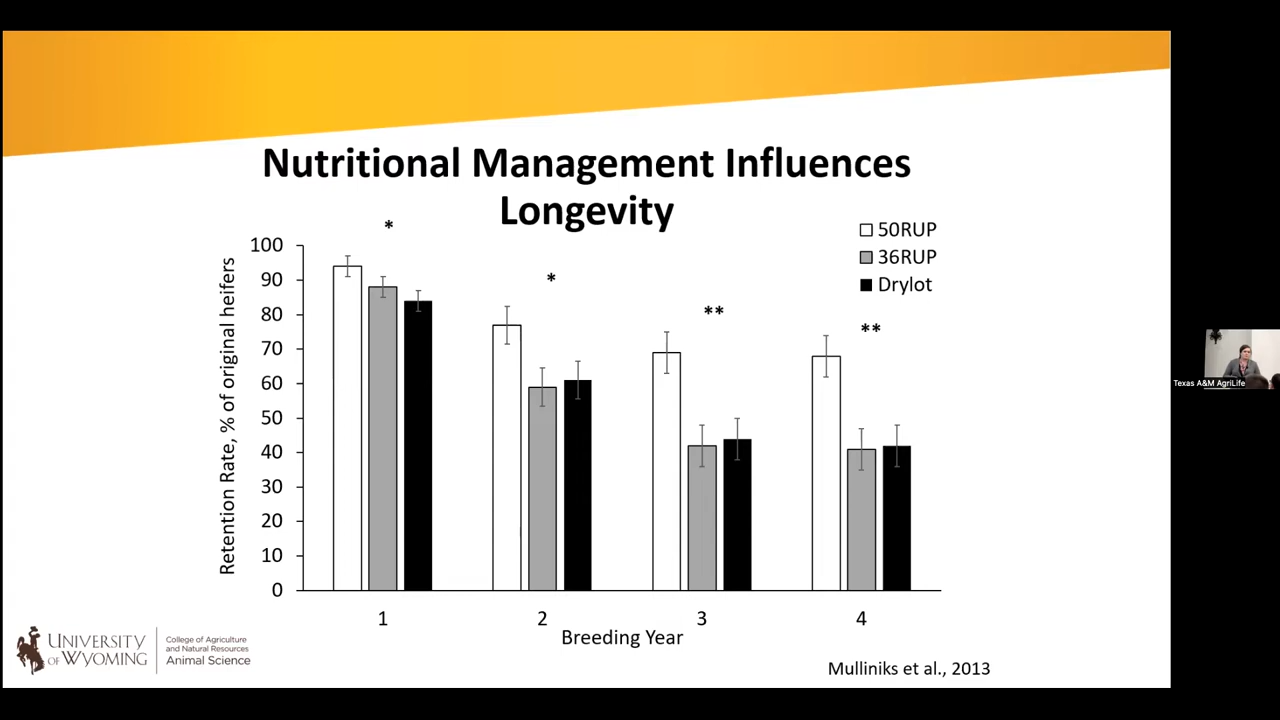 Nutritional Management Influences
Longevity
*
*
**
**
50RUP
36RUP
Drylot
Retention Rate, % of original heifers
100
90
80
70
60
50
40
30
20
10
0
1
2
3
4
Breeding Year
UNIVERSITY
OF WYOMING
College of Agriculture
and Natural Resources
Animal Science
Mulliniks et al., 2013
Texas A&M AgriLife